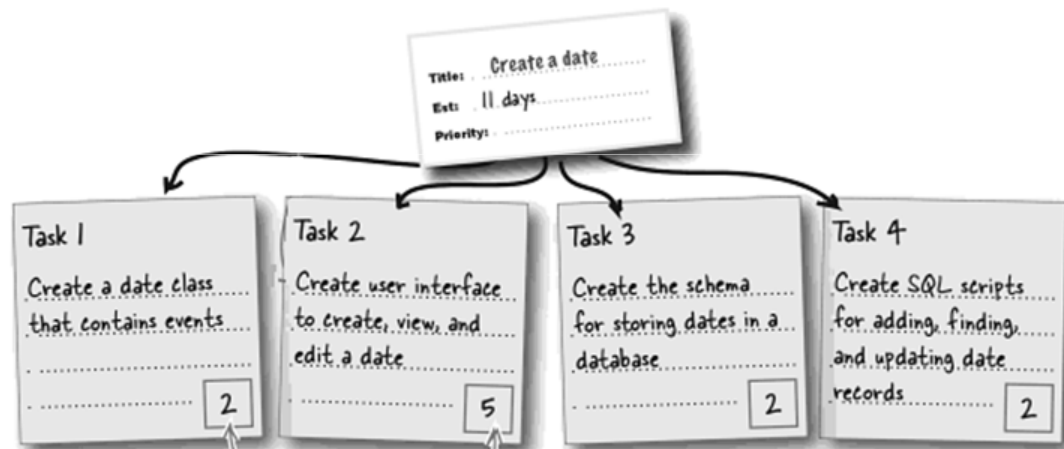 Title: Create a date
Est: 11 days
Priority:
Task 1
Create a date class
that contains events
2
Task 2
Create user interface
to create, view, and
edit a date
5
Task 3
Create the schema
for storing dates in a
database
2
Task 4
Create SQL scripts
for adding, finding,
and updating date
records
2